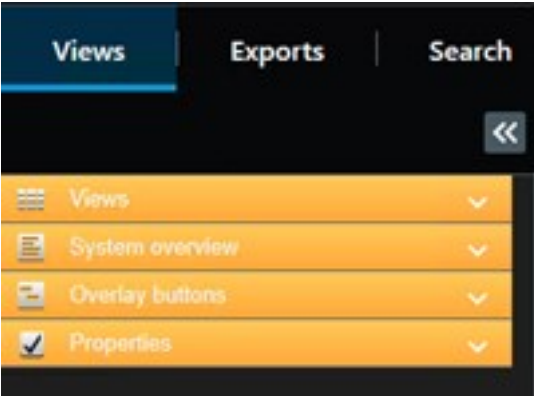 Views Exports Search
Views
System overview
Overlay buttons
Properties